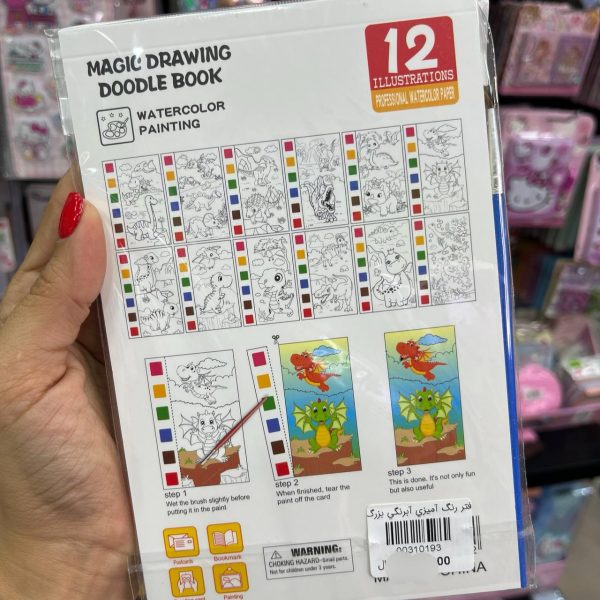 MAGIC DRAWING
DOODLE BOOK
WATERCOLOR
PAINTING
12
ILLUSTRATIONS
PROFESSIONAL WATERCOLOR PAPER
step 1
Wet the brush slightly before
putting it in the paint
step 2
When finished, tear the
paint off the card
step 3
This is done. It's not only fun
but also useful
Postcards
Bookmark
Painting
WARNING:
CHOKING HAZARD-Small parts.
Not for children under 3 years.
فتر رنگ آمیزی آبرنگی بزرگ
00310193
00